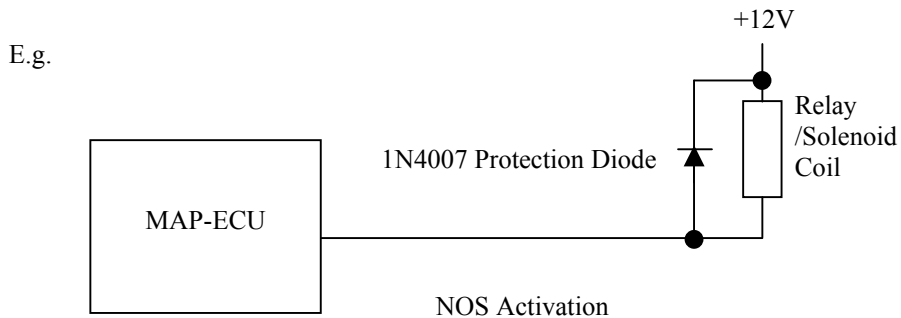 +12V
E.g.
Relay
/Solenoid
Coil
1N4007 Protection Diode
MAP-ECU
NOS Activation